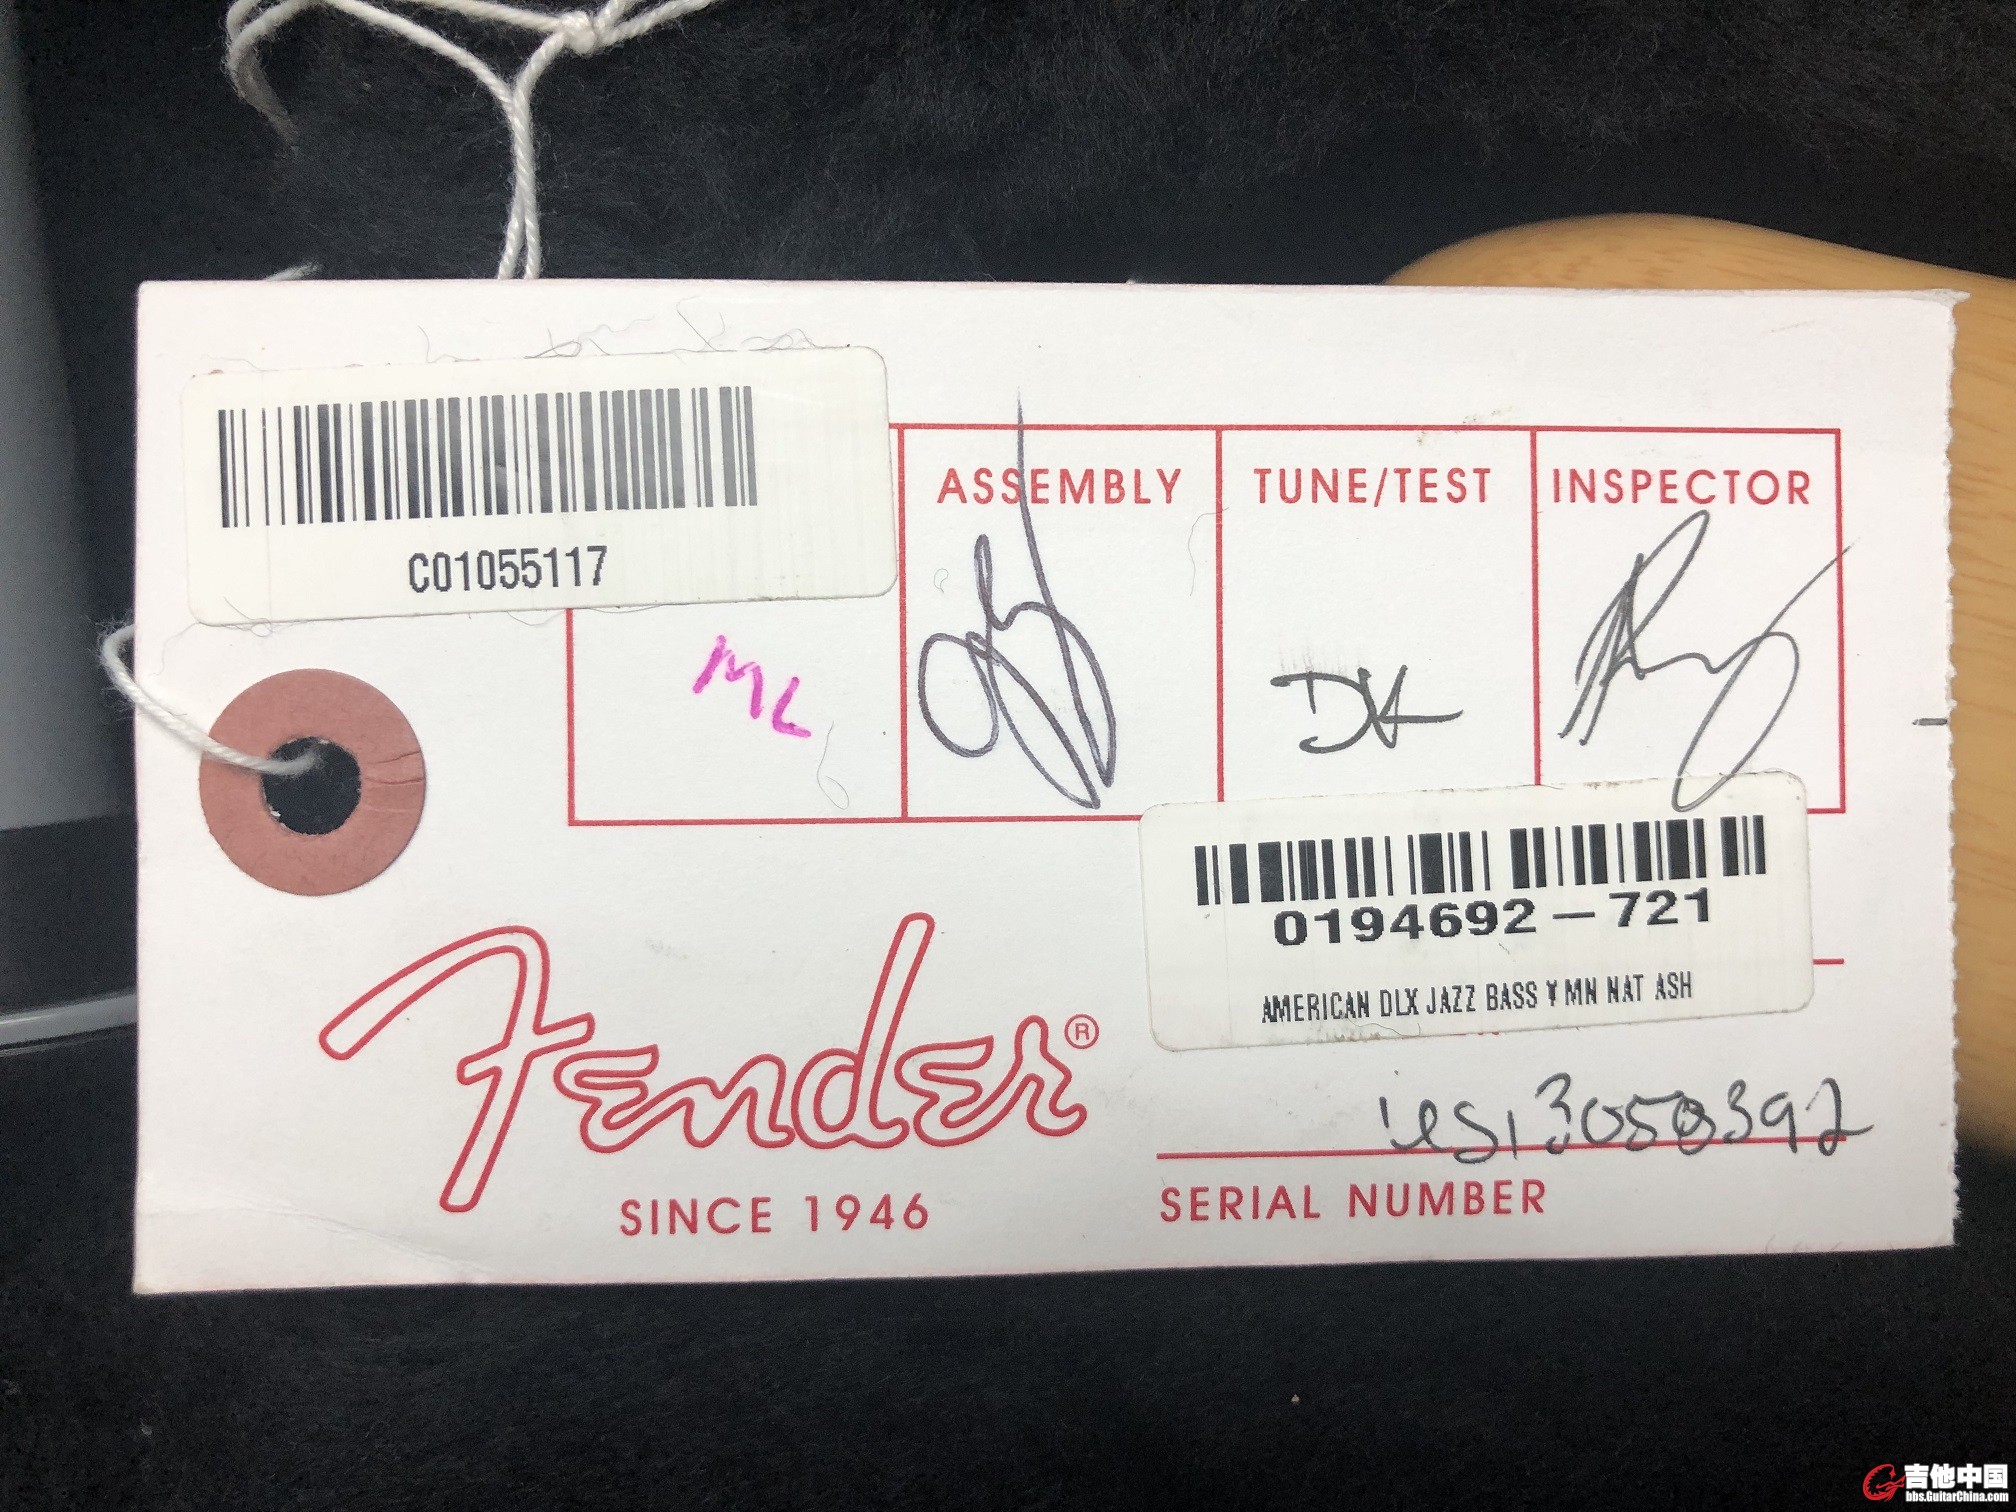 C01055117
ASSEMBLY TUNE/TEST INSPECTOR
ML
DK
0194692-721
AMERICAN DLX JAZZ BASS V MN NAT ASH
Fender®
SINCE 1946
US13050392
SERIAL NUMBER
吉他中国
bbs.GuitarChina.com